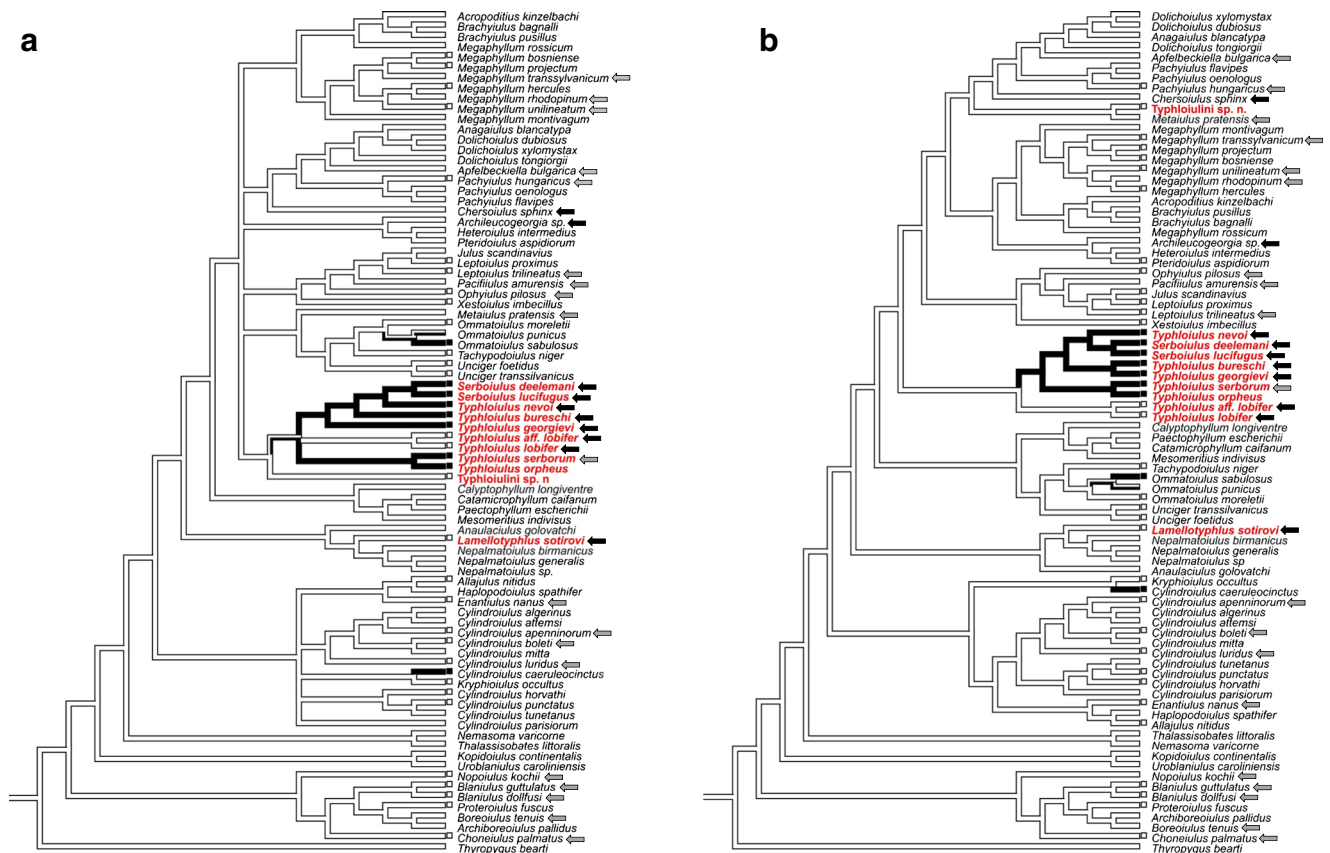 a
Acropoditius kinzelbachi
Brachyiulus bagnalli
Brachyiulus pusillus
Megaphyllum rossicum
Megaphyllum bosniense
Megaphyllum projectum
Megaphyllum transsylvanicum
Megaphyllum hercules
Megaphyllum rhodopinum
Megaphyllum unilineatum
Megaphyllum montivagum
Anagaiulus blancatypa
Dolichoiulus dubiosus
Dolichoiulus xylomystax
Dolichoiulus tongiorgii
Apfelbeckiella bulgarica
Pachyiulus hungaricus
Pachyiulus oenologus
Pachyiulus flavipes
Chersoiulus sphinx
Archileucogeorgia sp.
Heteroiulus intermedius
Pteridoiulus aspidiorum
Julus scandinavius
Leptoiulus proximus
Leptoiulus trilineatus
Pacifiiulus amurensis
Ophyiulus pilosus
Xestoiulus imbecillus
Metaiulus pratensis
Ommatoiulus moreletii
Ommatoiulus punicus
Ommatoiulus sabulosus
Tachypodoiulus niger
Unciger foetidus
Unciger transsilvanicus
Serboiulus deelemani
Serboiulus lucifugus
Typhloiulus nevoi
Typhloiulus bureschi
Typhloiulus georgievi
Typhloiulus aff. lobifer
Typhloiulus lobifer
Typhloiulus serborum
Typhloiulus orpheus
Typhloiulini sp. n
Calyptophyllum longiventre
Catamicrophyllum caifanum
Paectophyllum escherichii
Mesomeritius indivisus
Anaulaciulus golovatchi
Lamellotyphlus sotirovi
Nepalmatoiulus birmanicus
Nepalmatoiulus generalis
Nepalmatoiulus sp.
Allajulus nitidus
Haplopodoiulus spathifer
Enantiulus nanus
Cylindroiulus algerinus
Cylindroiulus attemsi
Cylindroiulus apenninorum
Cylindroiulus boleti
Cylindroiulus mitta
Cylindroiulus luridus
Cylindroiulus caeruleocinctus
Kryphioiulus occultus
Cylindroiulus horvathi
Cylindroiulus punctatus
Cylindroiulus tunetanus
Cylindroiulus parisiorum
Nemasoma varicorne
Thalassisobates littoralis
Kopidoiulus continentalis
Uroblaniulus caroliniensis
Nopoiulus kochii
Blaniulus guttulatus
Blaniulus dollfusi
Proteroiulus fuscus
Boreoiulus tenuis
Archiboreoiulus pallidus
Choneiulus palmatus
Thyropygus bearti
b
Dolichoiulus xylomystax
Dolichoiulus dubiosus
Anagaiulus blancatypa
Dolichoiulus tongiorgii
Apfelbeckiella bulgarica
Pachyiulus flavipes
Pachyiulus oenologus
Pachyiulus hungaricus
Chersoiulus sphinx
Typhloiulini sp. n.
Metaiulus pratensis
Megaphyllum montivagum
Megaphyllum transsylvanicum
Megaphyllum projectum
Megaphyllum bosniense
Megaphyllum unilineatum
Megaphyllum rhodopinum
Megaphyllum hercules
Acropoditius kinzelbachi
Brachyiulus pusillus
Brachyiulus bagnalli
Megaphyllum rossicum
Archileucogeorgia sp.
Heteroiulus intermedius
Pteridoiulus aspidiorum
Ophyiulus pilosus
Pacifiiulus amurensis
Julus scandinavius
Leptoiulus proximus
Leptoiulus trilineatus
Xestoiulus imbecillus
Typhloiulus nevoi
Serboiulus deelemani
Serboiulus lucifugus
Typhloiulus bureschi
Typhloiulus georgievi
Typhloiulus serborum
Typhloiulus orpheus
Typhloiulus aff. lobifer
Typhloiulus lobifer
Calyptophyllum longiventre
Paectophyllum escherichii
Catamicrophyllum caifanum
Mesomeritius indivisus
Tachypodoiulus niger
Ommatoiulus sabulosus
Ommatoiulus punicus
Ommatoiulus moreletii
Unciger transsilvanicus
Unciger foetidus
Lamellotyphlus sotirovi
Nepalmatoiulus birmanicus
Nepalmatoiulus generalis
Nepalmatoiulus sp
Anaulaciulus golovatchi
Kryphioiulus occultus
Cylindroiulus caeruleocinctus
Cylindroiulus apenninorum
Cylindroiulus algerinus
Cylindroiulus attemsi
Cylindroiulus boleti
Cylindroiulus mitta
Cylindroiulus luridus
Cylindroiulus tunetanus
Cylindroiulus punctatus
Cylindroiulus horvathi
Cylindroiulus parisiorum
Enantiulus nanus
Haplopodoiulus spathifer
Allajulus nitidus
Thalassisobates littoralis
Nemasoma varicorne
Kopidoiulus continentalis
Uroblaniulus caroliniensis
Nopoiulus kochii
Blaniulus guttulatus
Blaniulus dollfusi
Proteroiulus fuscus
Archiboreoiulus pallidus
Boreoiulus tenuis
Choneiulus palmatus
Thyropygus bearti